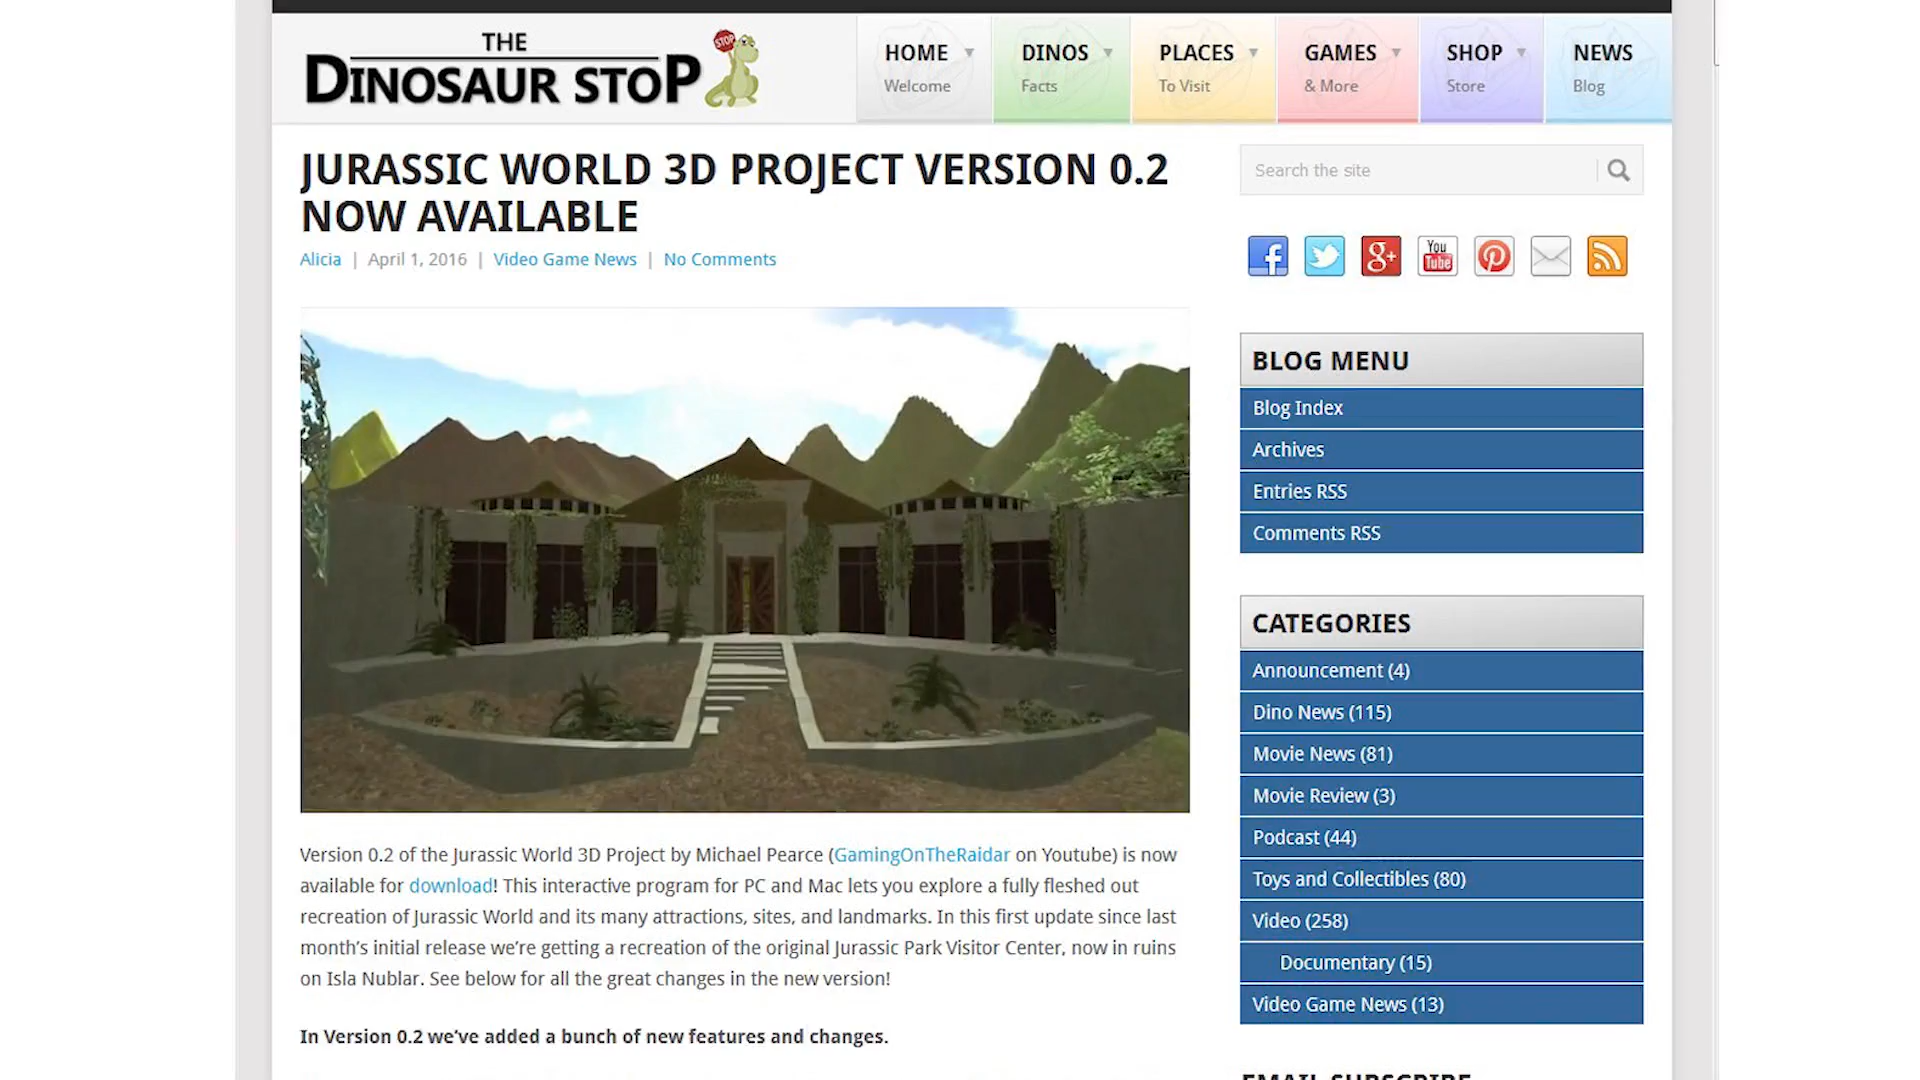 THE
DINOSAUR STOP
STOP
HOME
Welcome
DINOS
Facts
PLACES
To Visit
GAMES
& More
SHOP
Store
NEWS
Blog
JURASSIC WORLD 3D PROJECT VERSION 0.2
NOW AVAILABLE
Alicia | April 1, 2016 | Video Game News | No Comments
Version 0.2 of the Jurassic World 3D Project by Michael Pearce (GamingOnTheRaidar on Youtube) is now
available for download! This interactive program for PC and Mac lets you explore a fully fleshed out
recreation of Jurassic World and its many attractions, sites, and landmarks. In this first update since last
month's initial release we're getting a recreation of the original Jurassic Park Visitor Center, now in ruins
on Isla Nublar. See below for all the great changes in the new version!
In Version 0.2 we've added a bunch of new features and changes.
Search the site
g+
You
Tube
BLOG MENU
Blog Index
Archives
Entries RSS
Comments RSS
CATEGORIES
Announcement (4)
Dino News (115)
Movie News (81)
Movie Review (3)
Podcast (44)
Toys and Collectibles (80)
Video (258)
Documentary (15)
Video Game News (13)
EMAIL SUBSCRIBE